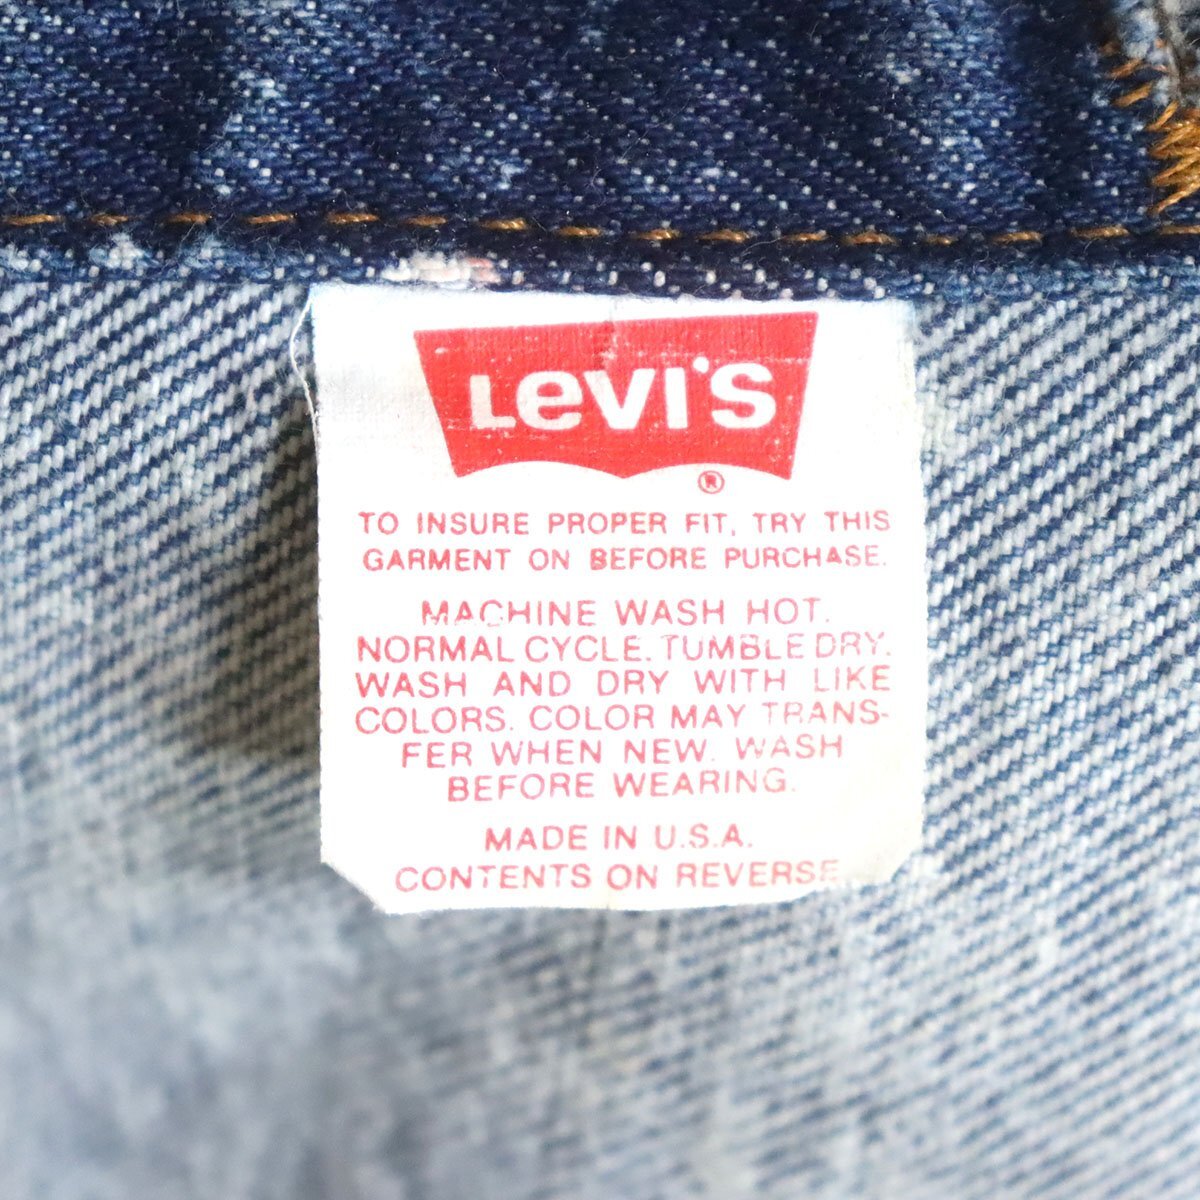 Levi's
®
TO INSURE PROPER FIT, TRY THIS
GARMENT ON BEFORE PURCHASE.
MACHINE WASH HOT.
NORMAL CYCLE. TUMBLE DRY.
WASH AND DRY WITH LIKE
COLORS. COLOR MAY TRANS-
FER WHEN NEW. WASH
BEFORE WEARING.
MADE IN U.S.A.
CONTENTS ON REVERSE